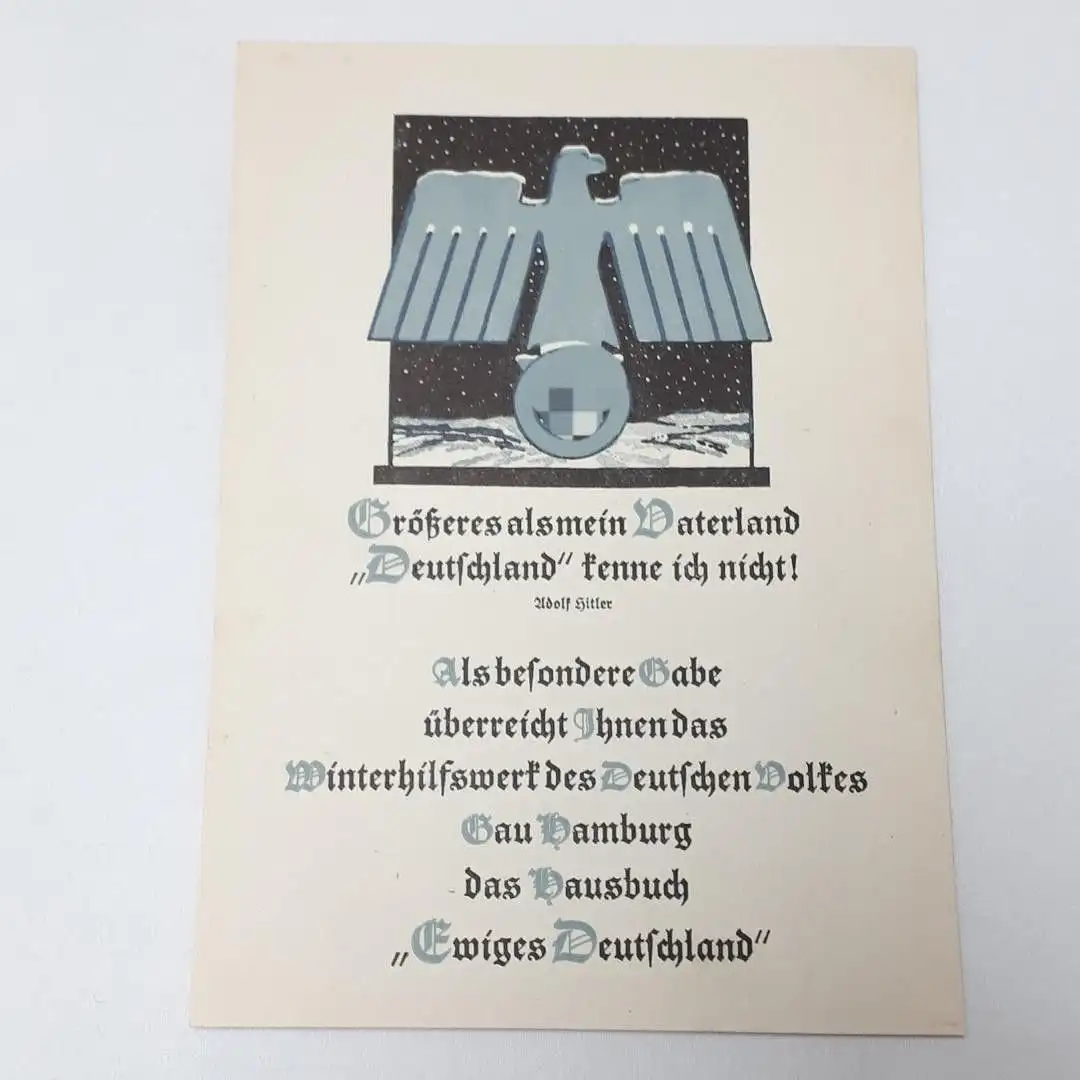 Größeres als mein Vaterland
„Deutschland“ kenne ich nicht!
Adolf Hitler
Als besondere Gabe
überreicht Ihnen das
Winterhilfswerk des Deutschen Volkes
Gau Hamburg
das Hausbuch
„Ewiges Deutschland“